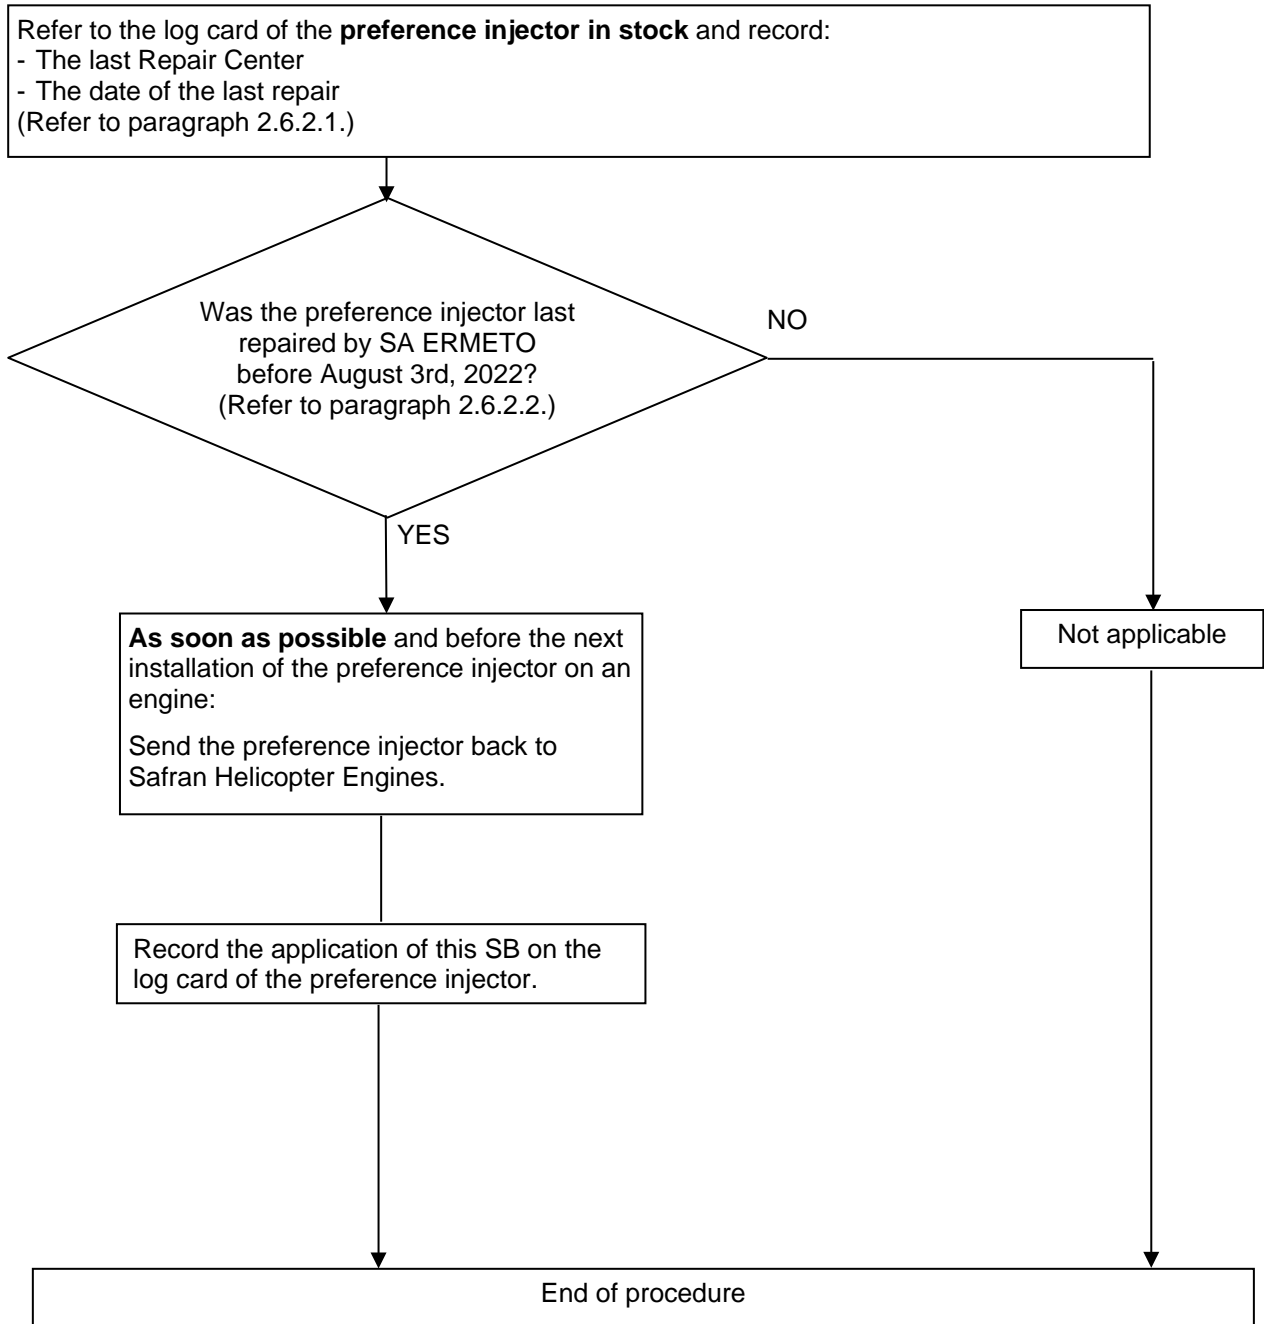 Refer to the log card of the preference injector in stock and record:
- The last Repair Center
- The date of the last repair
(Refer to paragraph 2.6.2.1.)
Was the preference injector last
repaired by SA ERMETO
before August 3rd, 2022?
(Refer to paragraph 2.6.2.2.)
NO
YES
As soon as possible and before the next
installation of the preference injector on an
engine:
Send the preference injector back to
Safran Helicopter Engines.
Not applicable
Record the application of this SB on the
log card of the preference injector.
End of procedure